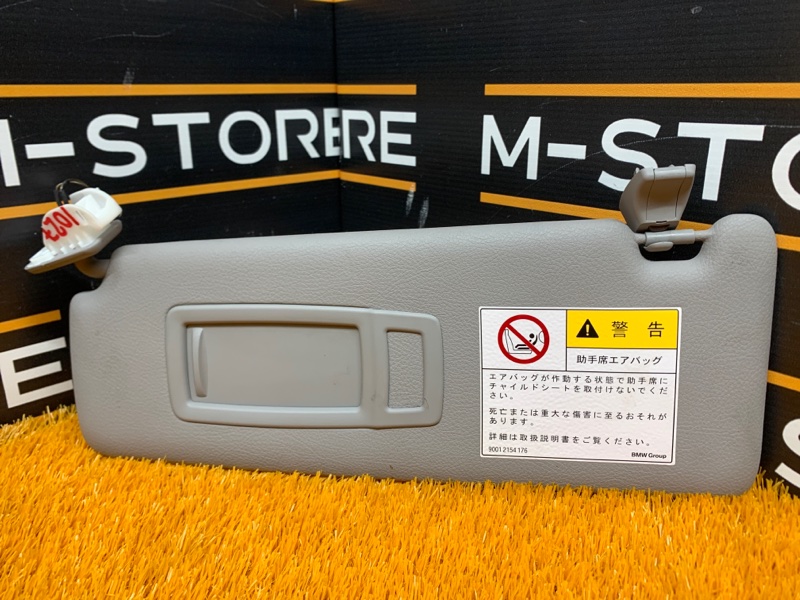 M-STORE
RE
M-STO
1027
警 告
助手席エアバッグ
エアバッグが作動する状態で助手席に
チャイルドシートを取付けないでくだ
さい。
死亡または重大な傷害に至るおそれが
あります。
詳細は取扱説明書をご覧ください。
9001 2154 176
BMW Group
E
S